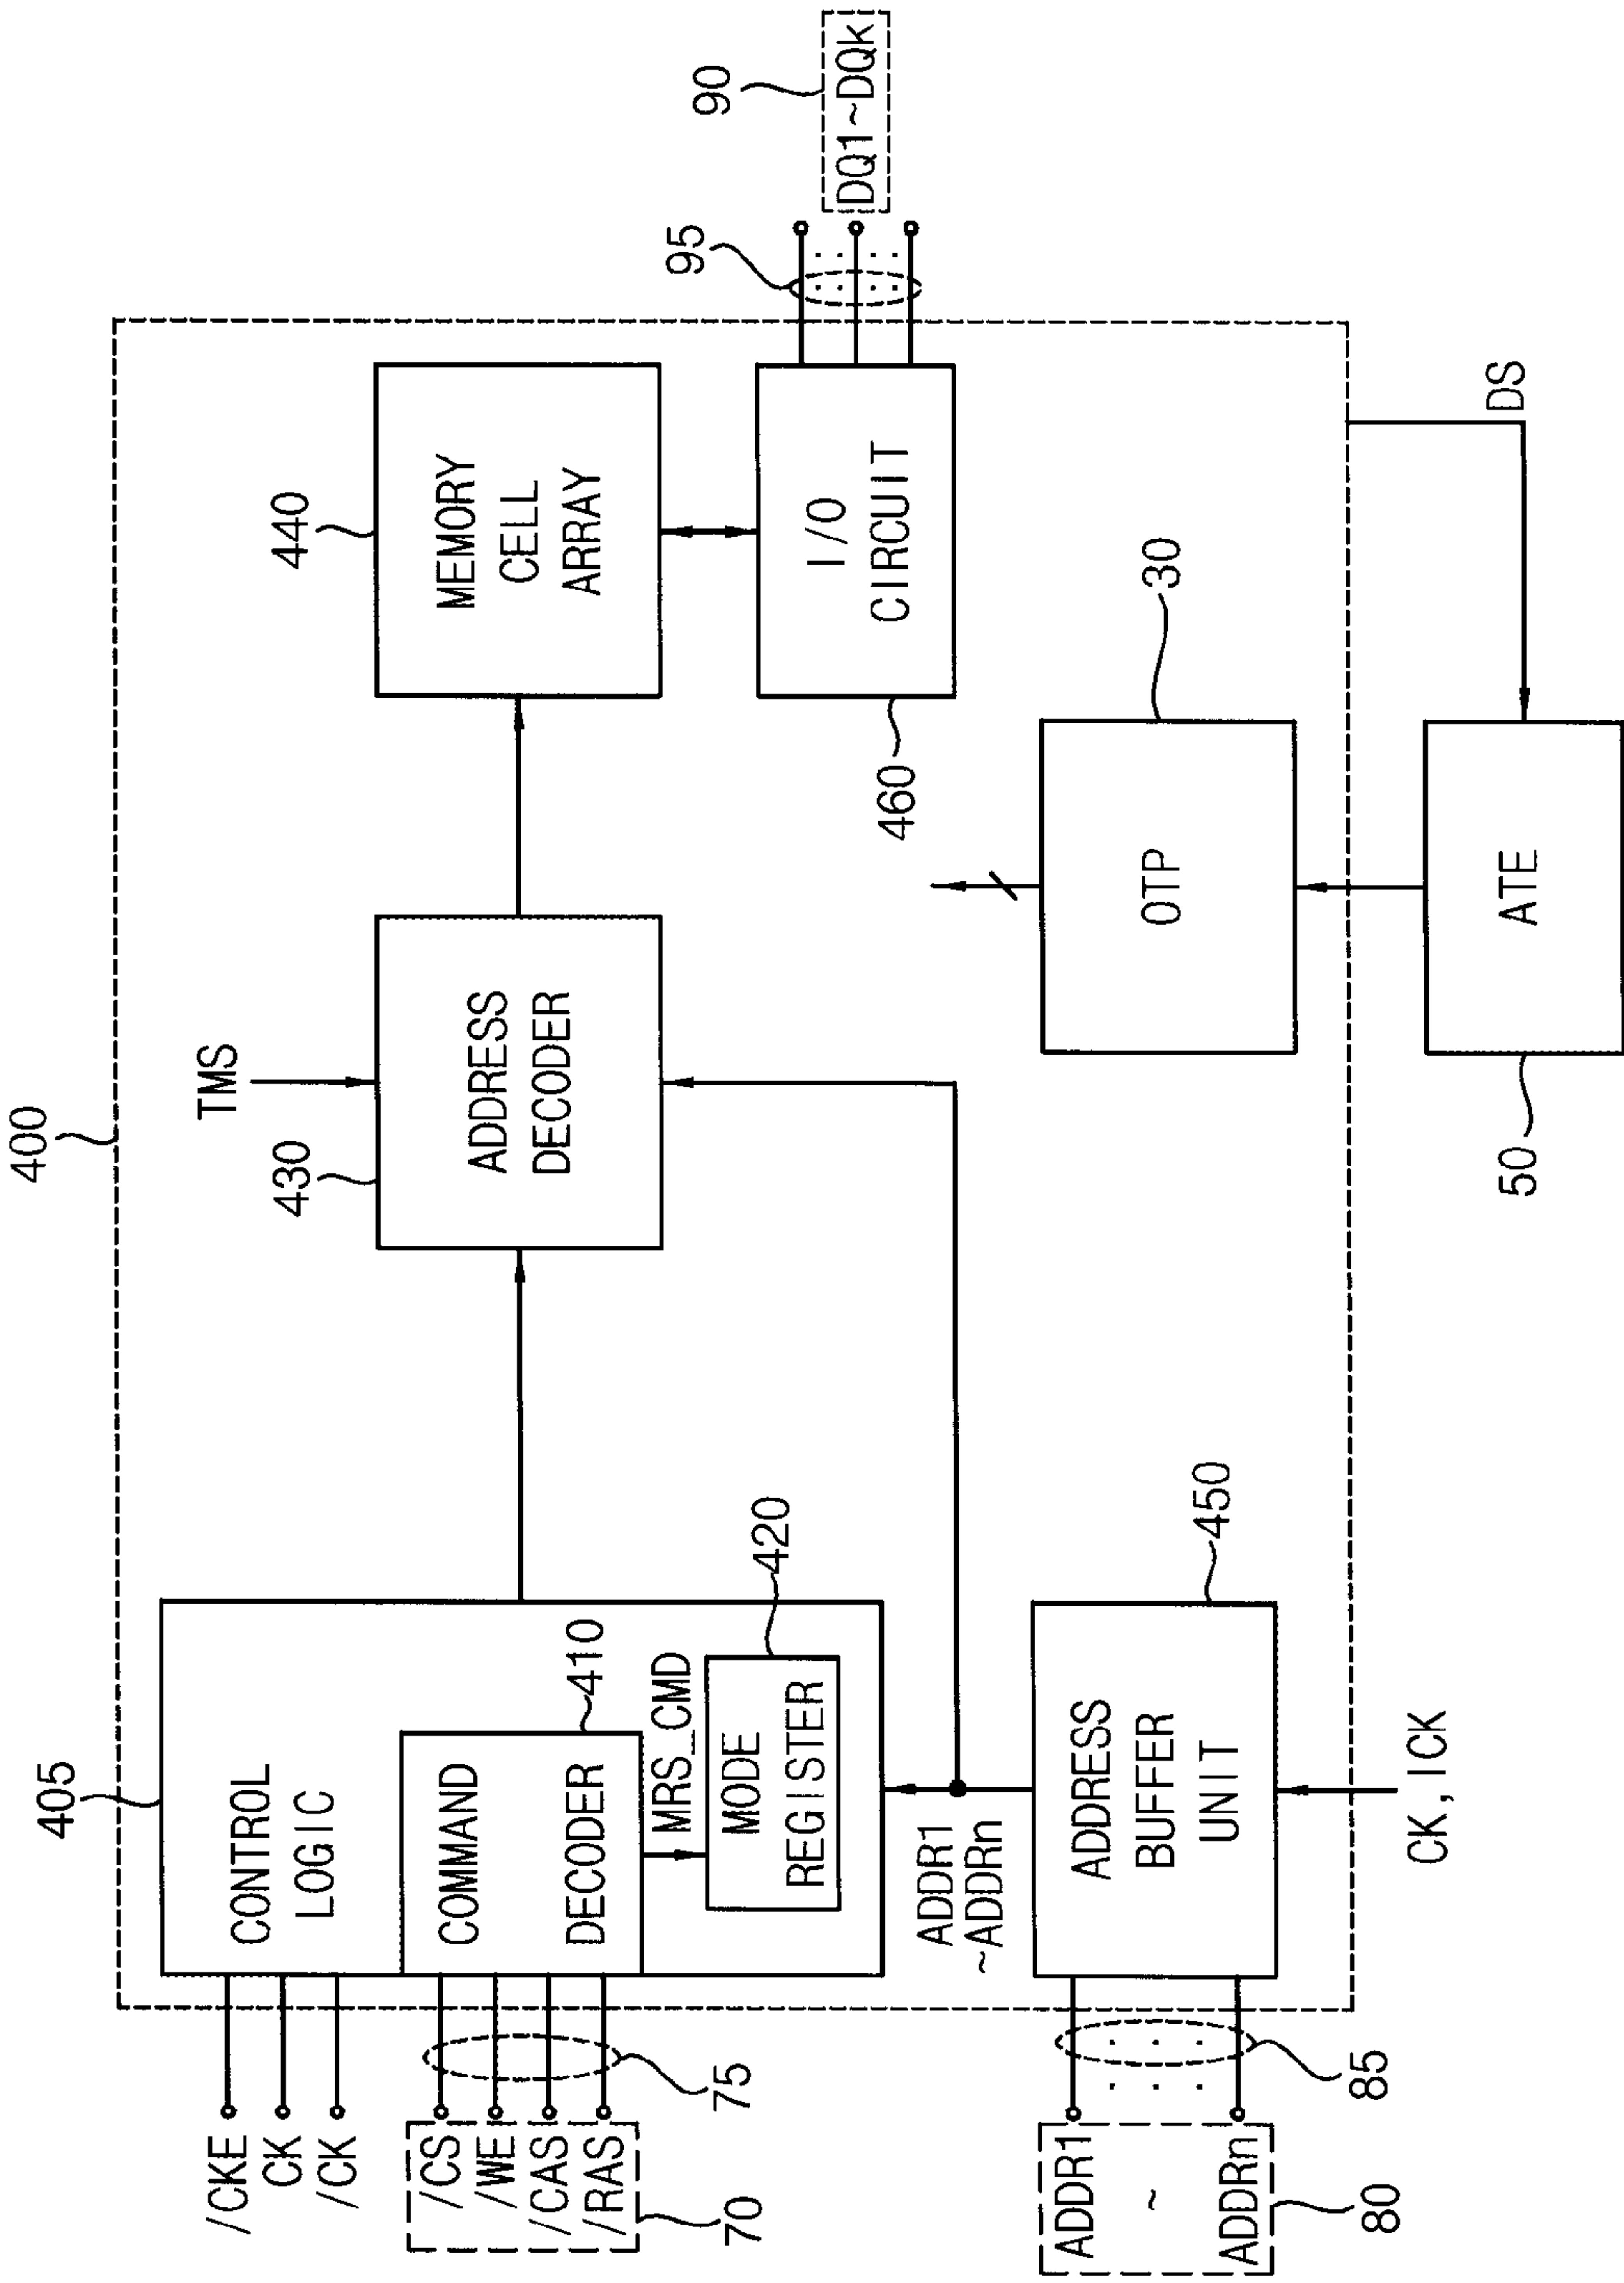 400
405
CONTROL
LOGIC
/CKE
CK
/CK
COMMAND
DECODER
410
/CS
/WE
/CAS
/RAS
70
75
MRS_CMD
MODE
REGISTER
420
TMS
430
ADDRESS
DECODER
440
MEMORY
CELL
ARRAY
I/O
CIRCUIT
460
95
90
DQ1~DQk
ADDR1
~ADDRn
ADDRESS
BUFFER
UNIT
450
ADDR1
~
ADDRn
80
85
CK,ICK
OTP
30
ATE
50
DS